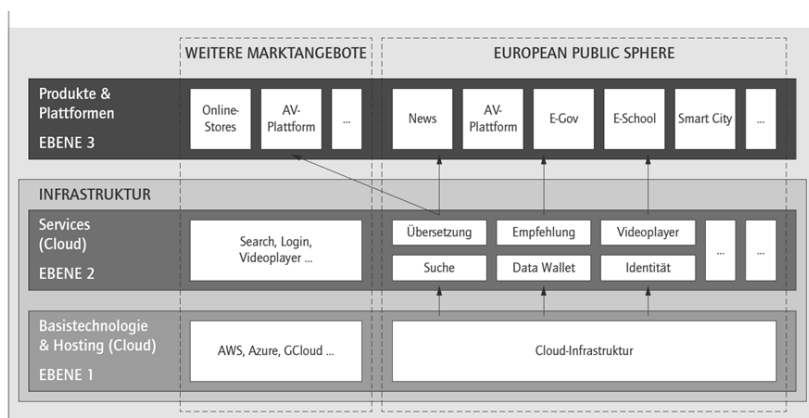 WEITERE MARKTANGEBOTE
EUROPEAN PUBLIC SPHERE
Produkte &
Plattformen
EBENE 3
Online-
Stores
AV-
Plattform
...
News
AV-
Plattform
E-Gov
E-School
Smart City
...
INFRASTRUKTUR
Services
(Cloud)
EBENE 2
Search, Login,
Videoplayer ...
Übersetzung
Empfehlung
Videoplayer
Suche
Data Wallet
Identität
...
...
Basistechnologie
& Hosting (Cloud)
EBENE 1
AWS, Azure, GCloud ...
Cloud-Infrastruktur